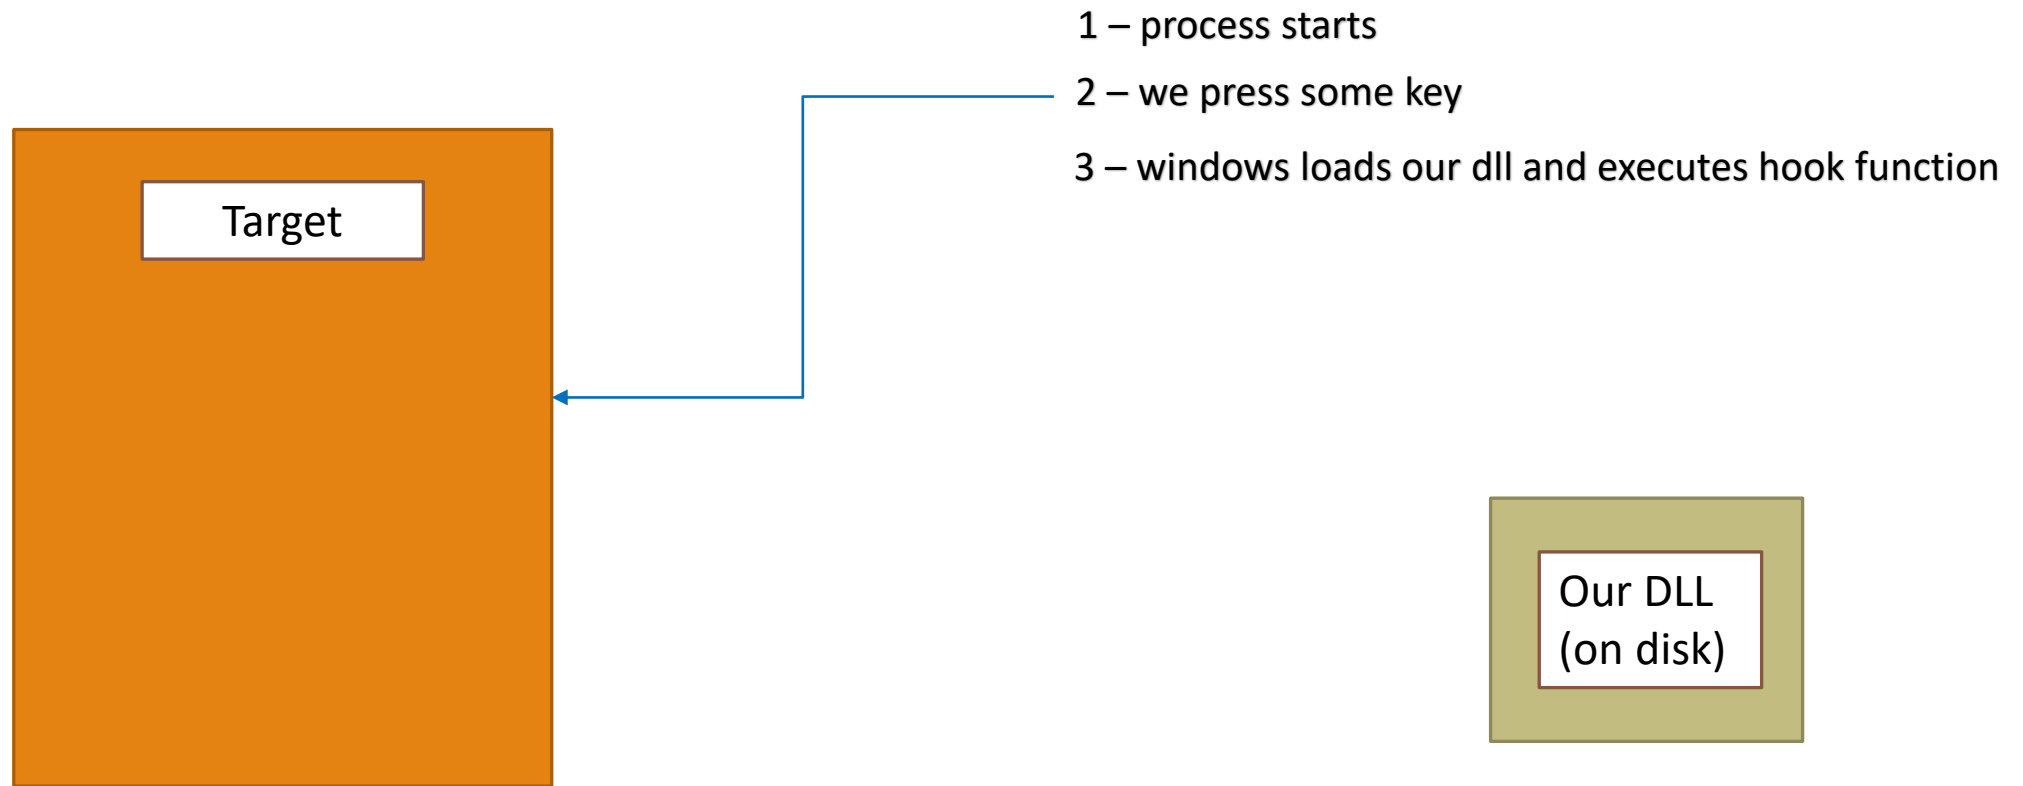 1 – process starts
2 – we press some key
3 – windows loads our dll and executes hook function
Target
Our DLL
(on disk)